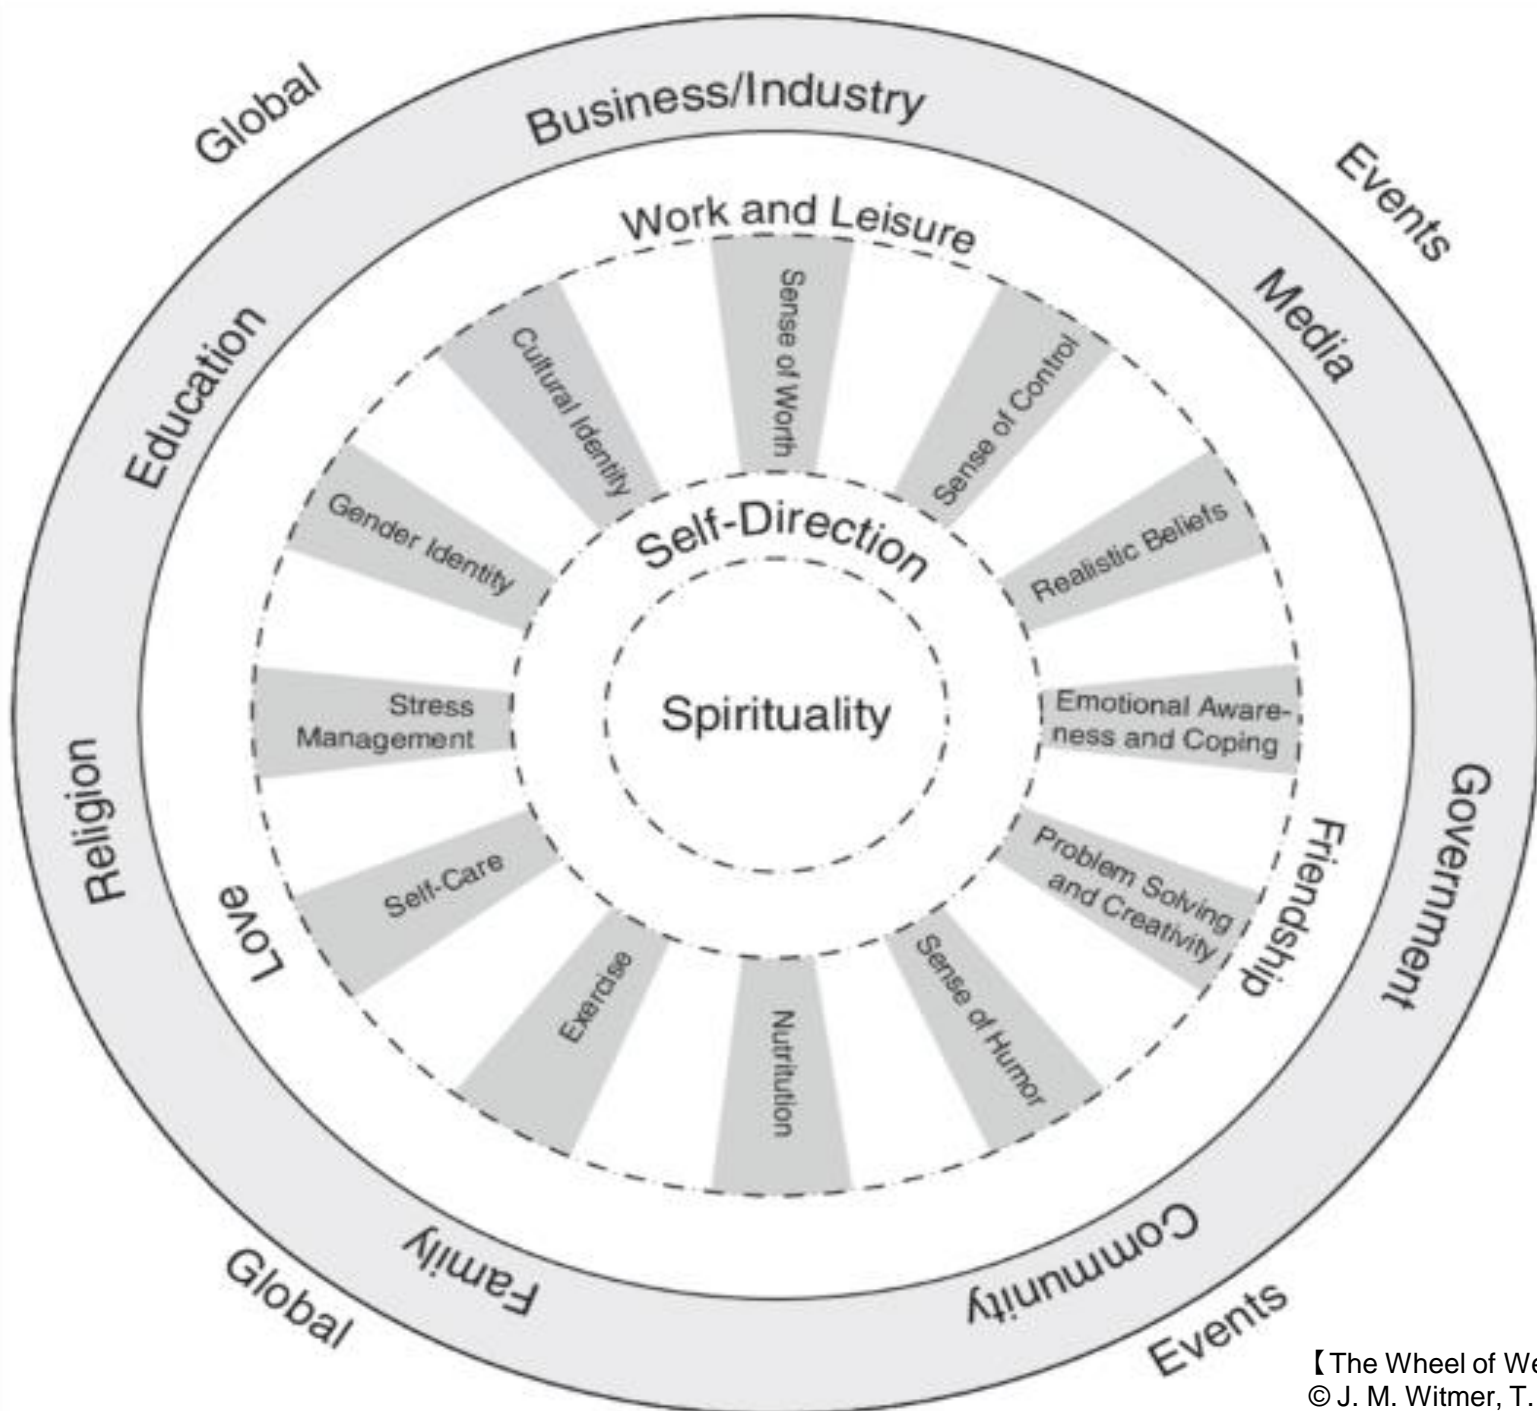 Global
Events
Business/Industry
Media
Government
Community
Family
Religion
Education
Work and Leisure
Friendship
Love
Sense of Worth
Sense of Control
Realistic Beliefs
Emotional Aware-
ness and Coping
Problem Solving
and Creativity
Sense of Humor
Nutritution
Exercise
Self-Care
Stress
Management
Gender Identity
Cultural Identity
Self-Direction
Spirituality
Global
Events
【The Wheel of We
© J. M. Witmer, T.